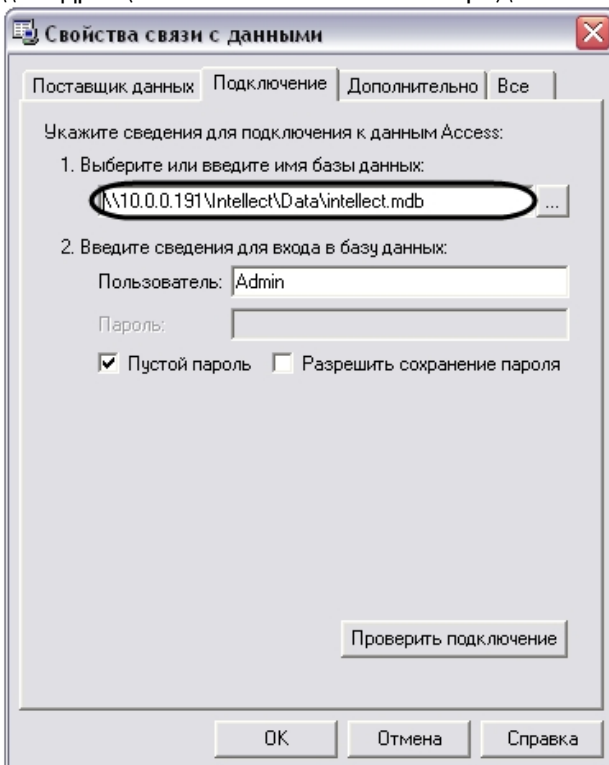 Свойства связи с данными
Поставщик данных Подключение Дополнительно Все
Укажите сведения для подключения к данным Access:
1. Выберите или введите имя базы данных:
\\10.0.0.191\Intellect\Data\intellect.mdb ...
2. Введите сведения для входа в базу данных:
Пользователь: Admin
Пароль:
Пустой пароль Разрешить сохранение пароля
Проверить подключение
OK Отмена Справка